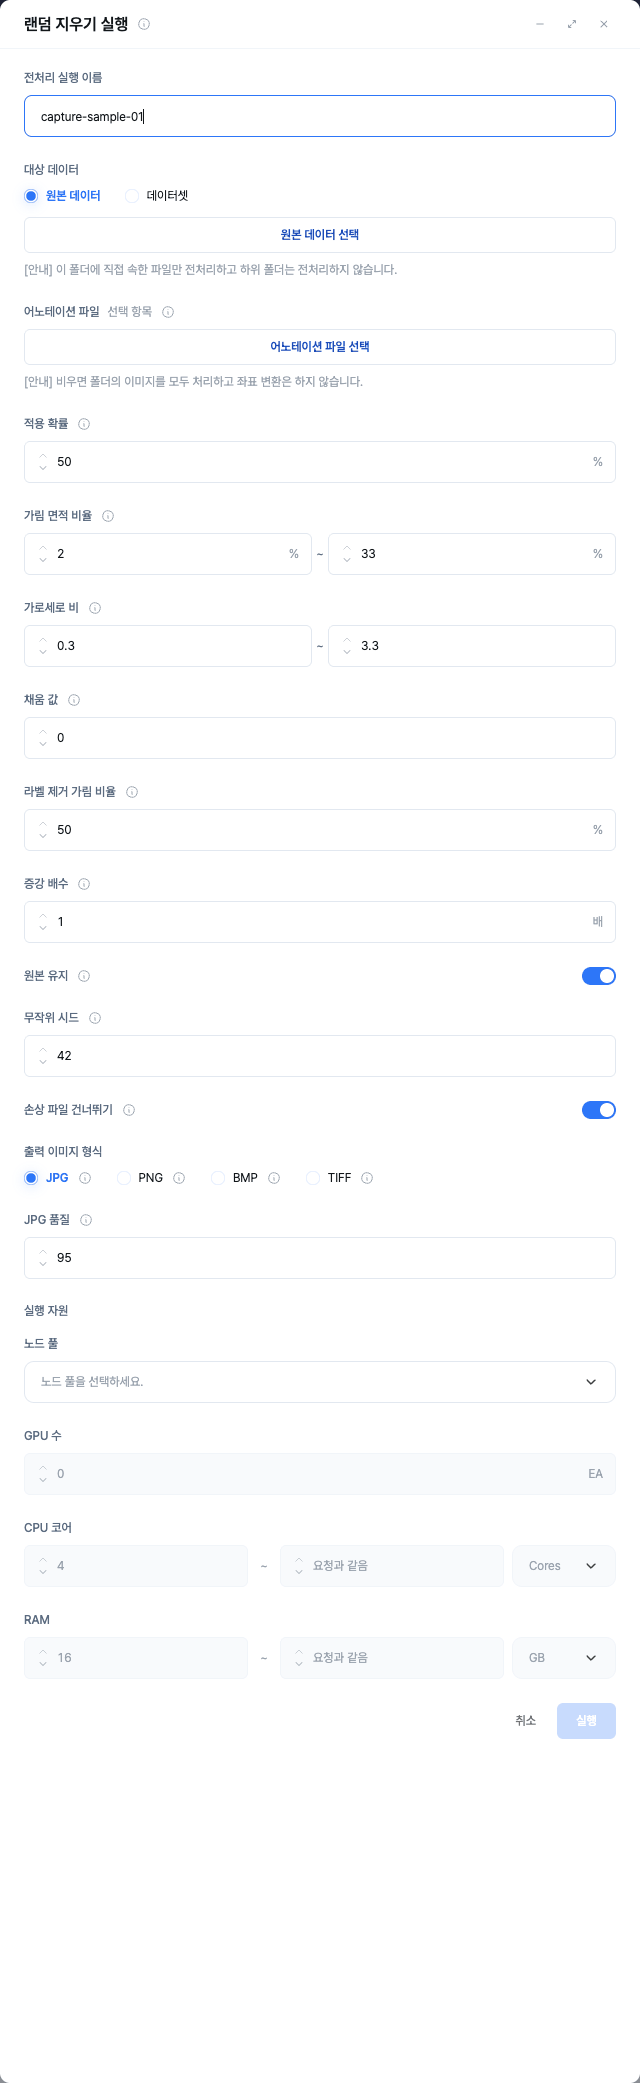 랜덤 지우기 실행
전처리 실행 이름
capture-sample-01
대상 데이터
원본 데이터 데이터셋
원본 데이터 선택
[안내] 이 폴더에 직접 속한 파일만 전처리하고 하위 폴더는 전처리하지 않습니다.
어노테이션 파일 선택 항목
어노테이션 파일 선택
[안내] 비우면 폴더의 이미지를 모두 처리하고 좌표 변환은 하지 않습니다.
적용 확률
50 %
가림 면적 비율
2 % ~ 33 %
가로세로 비
0.3 ~ 3.3
채움 값
0
라벨 제거 가림 비율
50 %
증강 배수
1 배
원본 유지
무작위 시드
42
손상 파일 건너뛰기
출력 이미지 형식
JPG PNG BMP TIFF
JPG 품질
95
실행 자원
노드 풀
노드 풀을 선택하세요.
GPU 수
0 EA
CPU 코어
4 ~ 요청과 같음 Cores
RAM
16 ~ 요청과 같음 GB
취소 실행